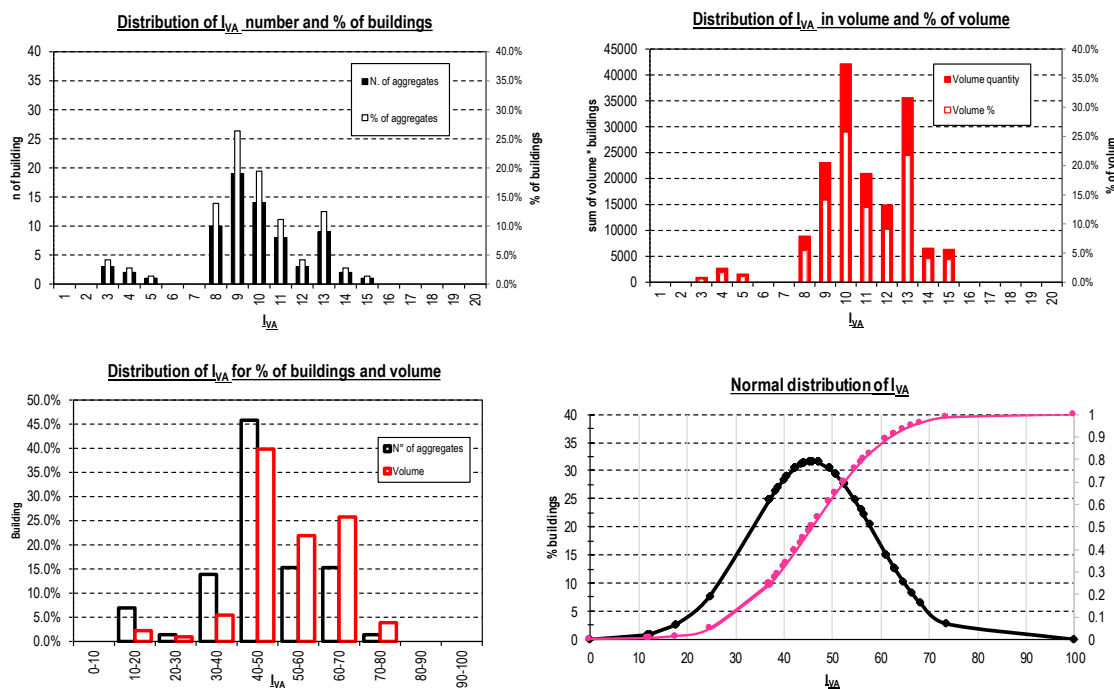 Distribution of I_VA number and % of buildings
40
35
30
25
20
15
10
5
0
n of building
40.0%
35.0%
30.0%
25.0%
20.0%
15.0%
10.0%
5.0%
0.0%
% of buildings
N. of aggregates
% of aggregates
1 2 3 4 5 6 7 8 9 10 11 12 13 14 15 16 17 18 19 20
I_VA
Distribution of I_VA in volume and % of volume
45000
40000
35000
30000
25000
20000
15000
10000
5000
0
sum of volume * buildings
40.0%
35.0%
30.0%
25.0%
20.0%
15.0%
10.0%
5.0%
0.0%
% of volum
Volume quantity
Volume %
1 2 3 4 5 6 7 8 9 10 11 12 13 14 15 16 17 18 19 20
I_VA
Distribution of I_VA for % of buildings and volume
50.0%
45.0%
40.0%
35.0%
30.0%
25.0%
20.0%
15.0%
10.0%
5.0%
0.0%
Building
N° of aggregates
Volume
0-10 10-20 20-30 30-40 40-50 50-60 60-70 70-80 80-90 90-100
I_VA
Normal distribution of I_VA
40
35
30
25
20
15
10
5
0
% buildings
1
0.9
0.8
0.7
0.6
0.5
0.4
0.3
0.2
0.1
0
0 10 20 30 40 50 60 70 80 90 100
I_VA